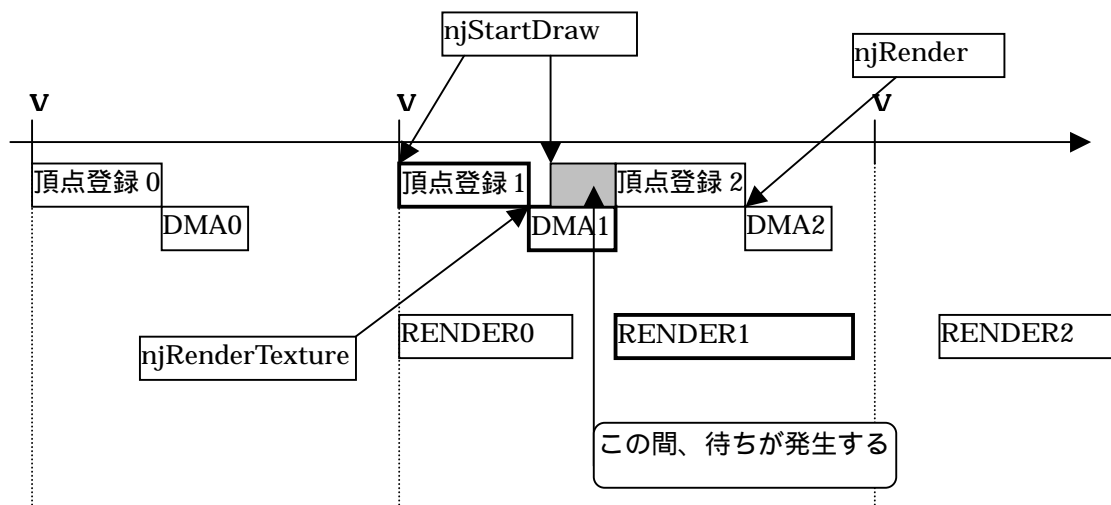 njStartDraw
njRender
V
V
V
頂点登録 0
頂点登録 1
頂点登録 2
DMA0
DMA1
DMA2
RENDER0
RENDER1
RENDER2
njRenderTexture
この間、待ちが発生する